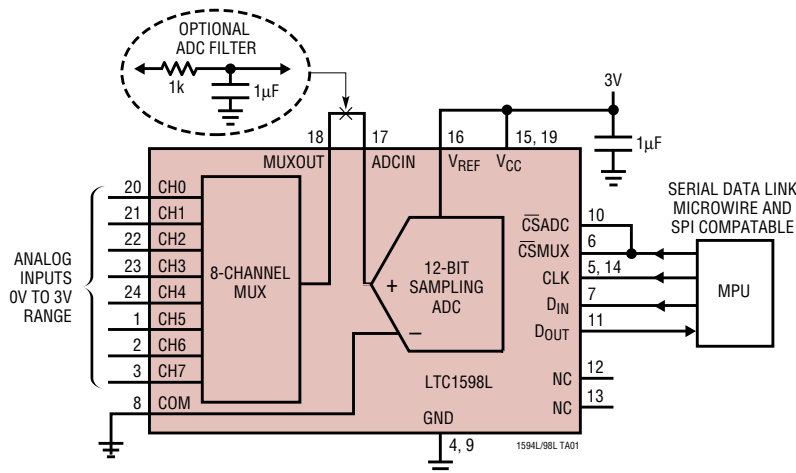 OPTIONAL
ADC FILTER
1k
1µF
3V
18
17
16
15, 19
1µF
MUXOUT
ADCIN
VREF
VCC
SERIAL DATA LINK
MICROWIRE AND
SPI COMPATABLE
ANALOG
INPUTS
0V TO 3V
RANGE
20 CH0
21 CH1
22 CH2
23 CH3
24 CH4
1 CH5
2 CH6
3 CH7
8 COM
8-CHANNEL
MUX
+
12-BIT
SAMPLING
ADC
–
CSADC 10
CSMUX 6
CLK 5, 14
DIN 7
DOUT 11
MPU
NC 12
NC 13
LTC1598L
GND
4, 9
1594L/98L TA01